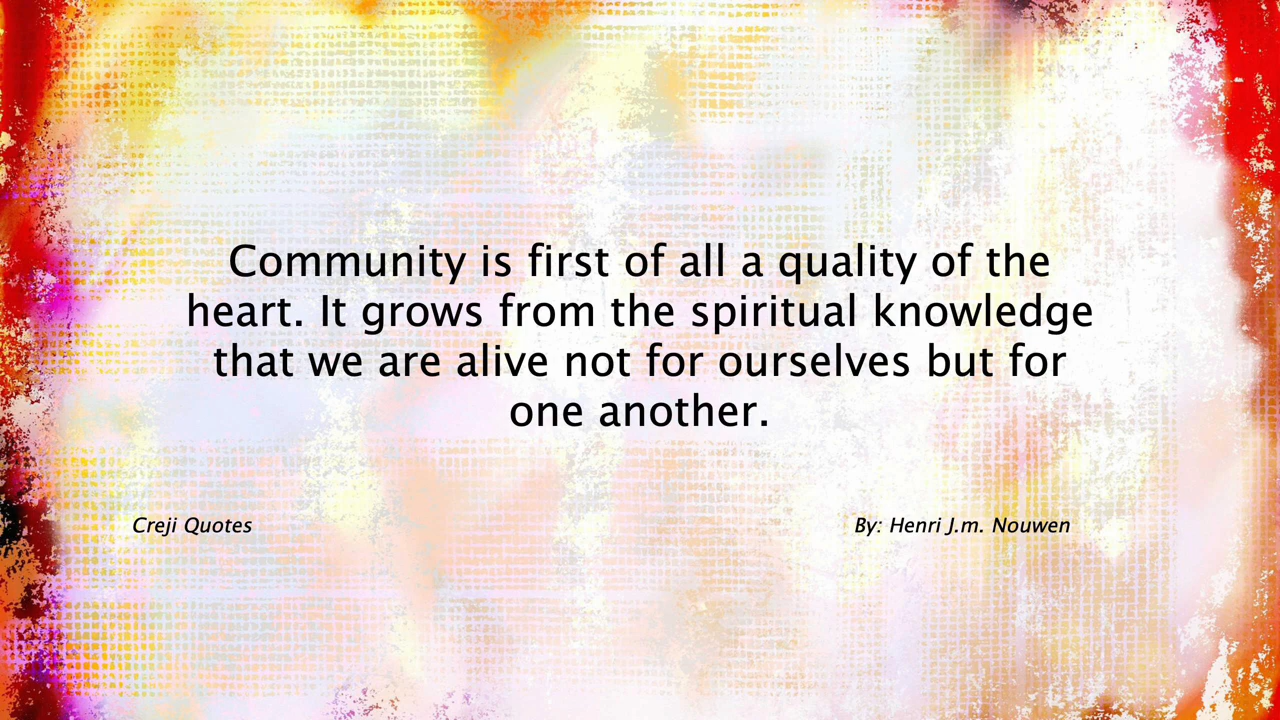 Community is first of all a quality of the
heart. It grows from the spiritual knowledge
that we are alive not for ourselves but for
one another.
Creji Quotes
By: Henri J.m. Nouwen